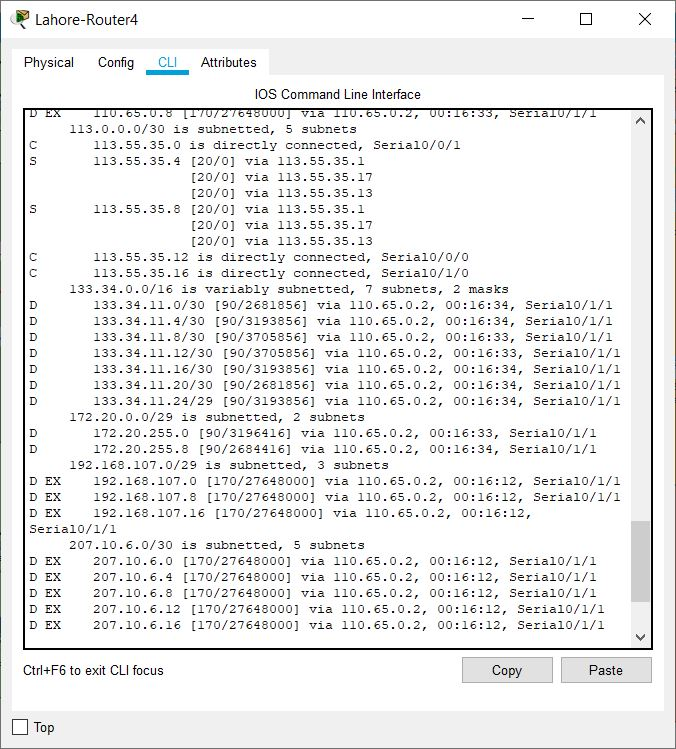 Lahore-Router4
Physical Config CLI Attributes
IOS Command Line Interface
D EX    110.65.0.8 [170/27648000] via 110.65.0.2, 00:16:33, Serial0/1/1
     113.0.0.0/30 is subnetted, 5 subnets
C       113.55.35.0 is directly connected, Serial0/0/1
S       113.55.35.4 [20/0] via 113.55.35.1
                    [20/0] via 113.55.35.17
                    [20/0] via 113.55.35.13
S       113.55.35.8 [20/0] via 113.55.35.1
                    [20/0] via 113.55.35.17
                    [20/0] via 113.55.35.13
C       113.55.35.12 is directly connected, Serial0/0/0
C       113.55.35.16 is directly connected, Serial0/1/0
     133.34.0.0/16 is variably subnetted, 7 subnets, 2 masks
D       133.34.11.0/30 [90/2681856] via 110.65.0.2, 00:16:34, Serial0/1/1
D       133.34.11.4/30 [90/3193856] via 110.65.0.2, 00:16:34, Serial0/1/1
D       133.34.11.8/30 [90/3705856] via 110.65.0.2, 00:16:33, Serial0/1/1
D       133.34.11.12/30 [90/3705856] via 110.65.0.2, 00:16:33, Serial0/1/1
D       133.34.11.16/30 [90/3193856] via 110.65.0.2, 00:16:34, Serial0/1/1
D       133.34.11.20/30 [90/2681856] via 110.65.0.2, 00:16:34, Serial0/1/1
D       133.34.11.24/29 [90/3193856] via 110.65.0.2, 00:16:34, Serial0/1/1
     172.20.0.0/29 is subnetted, 2 subnets
D       172.20.255.0 [90/3196416] via 110.65.0.2, 00:16:33, Serial0/1/1
D       172.20.255.8 [90/2684416] via 110.65.0.2, 00:16:34, Serial0/1/1
     192.168.107.0/29 is subnetted, 3 subnets
D EX    192.168.107.0 [170/27648000] via 110.65.0.2, 00:16:12, Serial0/1/1
D EX    192.168.107.8 [170/27648000] via 110.65.0.2, 00:16:12, Serial0/1/1
D EX    192.168.107.16 [170/27648000] via 110.65.0.2, 00:16:12,
Serial0/1/1
     207.10.6.0/30 is subnetted, 5 subnets
D EX    207.10.6.0 [170/27648000] via 110.65.0.2, 00:16:12, Serial0/1/1
D EX    207.10.6.4 [170/27648000] via 110.65.0.2, 00:16:12, Serial0/1/1
D EX    207.10.6.8 [170/27648000] via 110.65.0.2, 00:16:12, Serial0/1/1
D EX    207.10.6.12 [170/27648000] via 110.65.0.2, 00:16:12, Serial0/1/1
D EX    207.10.6.16 [170/27648000] via 110.65.0.2, 00:16:12, Serial0/1/1
Ctrl+F6 to exit CLI focus Copy Paste
Top